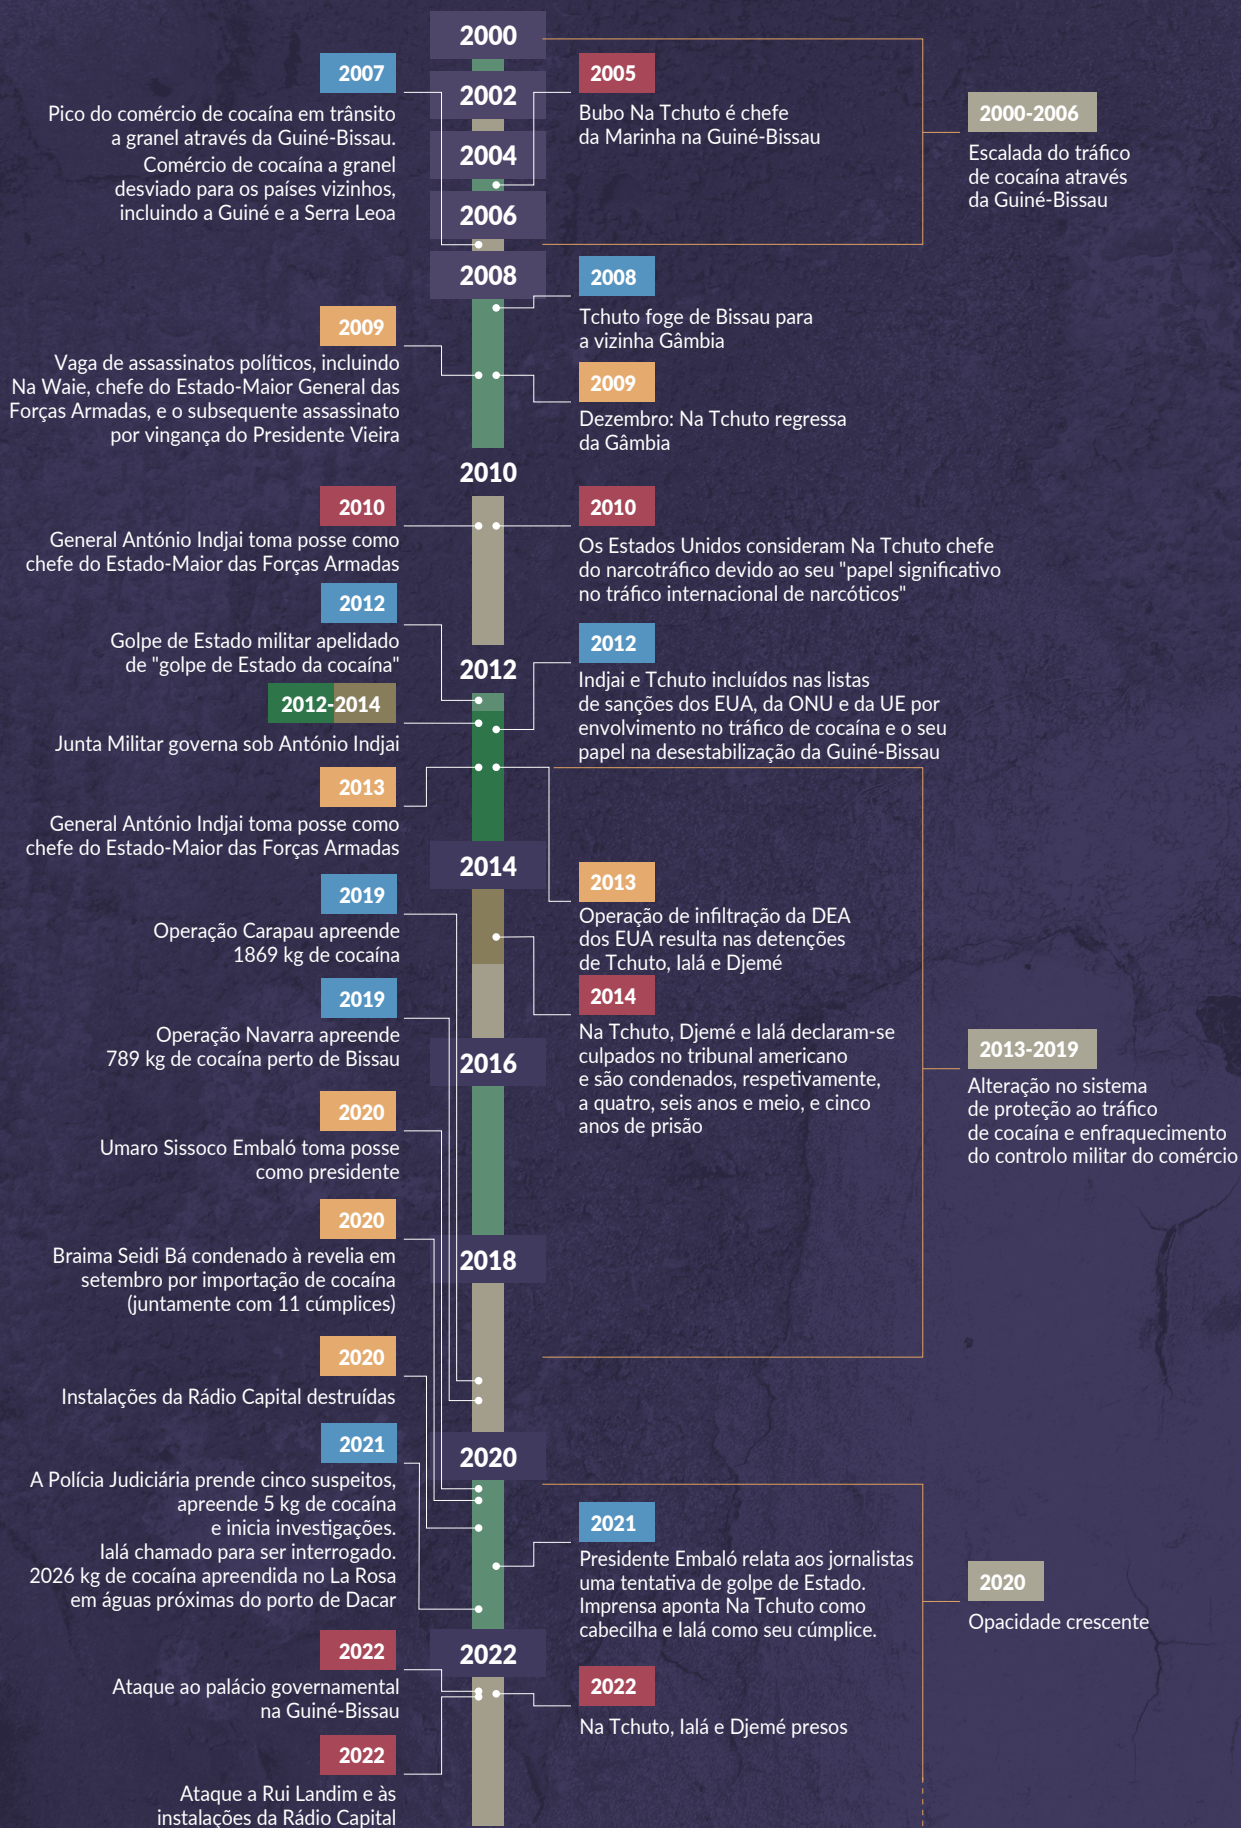 2000
2002
2004
2006
2008
2010
2012
2014
2016
2018
2020
2022
2007
Pico do comércio de cocaína em trânsito
a granel através da Guiné-Bissau.
Comércio de cocaína a granel
desviado para os países vizinhos,
incluindo a Guiné e a Serra Leoa
2009
Vaga de assassinatos políticos, incluindo
Na Waie, chefe do Estado-Maior General das
Forças Armadas, e o subsequente assassinato
por vingança do Presidente Vieira
2010
General António Indjai toma posse como
chefe do Estado-Maior das Forças Armadas
2012
Golpe de Estado militar apelidado
de "golpe de Estado da cocaína"
2012-2014
Junta Militar governa sob António Indjai
2013
General António Indjai toma posse como
chefe do Estado-Maior das Forças Armadas
2019
Operação Carapau apreende
1869 kg de cocaína
2019
Operação Navarra apreende
789 kg de cocaína perto de Bissau
2020
Umaro Sissoco Embaló toma posse
como presidente
2020
Braima Seidi Bá condenado à revelia em
setembro por importação de cocaína
(juntamente com 11 cúmplices)
2020
Instalações da Rádio Capital destruídas
2021
A Polícia Judiciária prende cinco suspeitos,
apreende 5 kg de cocaína
e inicia investigações.
Ialá chamado para ser interrogado.
2026 kg de cocaína apreendida no La Rosa
em águas próximas do porto de Dacar
2022
Ataque ao palácio governamental
na Guiné-Bissau
2022
Ataque a Rui Landim e às
instalações da Rádio Capital
2005
Bubo Na Tchuto é chefe
da Marinha na Guiné-Bissau
2008
Tchuto foge de Bissau para
a vizinha Gâmbia
2009
Dezembro: Na Tchuto regressa
da Gâmbia
2010
Os Estados Unidos consideram Na Tchuto chefe
do narcotráfico devido ao seu "papel significativo
no tráfico internacional de narcóticos"
2012
Indjai e Tchuto incluídos nas listas
de sanções dos EUA, da ONU e da UE por
envolvimento no tráfico de cocaína e o seu
papel na desestabilização da Guiné-Bissau
2013
Operação de infiltração da DEA
dos EUA resulta nas detenções
de Tchuto, Ialá e Djemé
2014
Na Tchuto, Djemé e Ialá declaram-se
culpados no tribunal americano
e são condenados, respetivamente,
a quatro, seis anos e meio, e cinco
anos de prisão
2021
Presidente Embaló relata aos jornalistas
uma tentativa de golpe de Estado.
Imprensa aponta Na Tchuto como
cabecilha e Ialá como seu cúmplice.
2022
Na Tchuto, Ialá e Djemé presos
2000-2006
Escalada do tráfico
de cocaína através
da Guiné-Bissau
2013-2019
Alteração no sistema
de proteção ao tráfico
de cocaína e enfraquecimento
do controlo militar do comércio
2020
Opacidade crescente